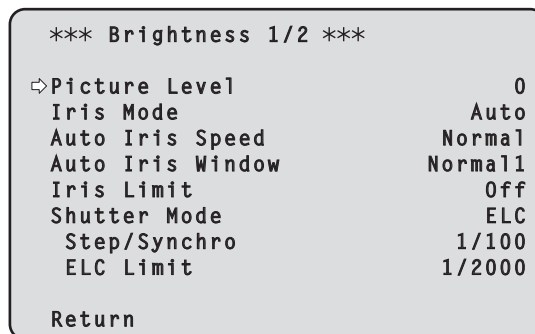 *** Brightness 1/2 ***
⇨Picture Level 0
Iris Mode Auto
Auto Iris Speed Normal
Auto Iris Window Normal1
Iris Limit Off
Shutter Mode ELC
Step/Synchro 1/100
ELC Limit 1/2000
Return